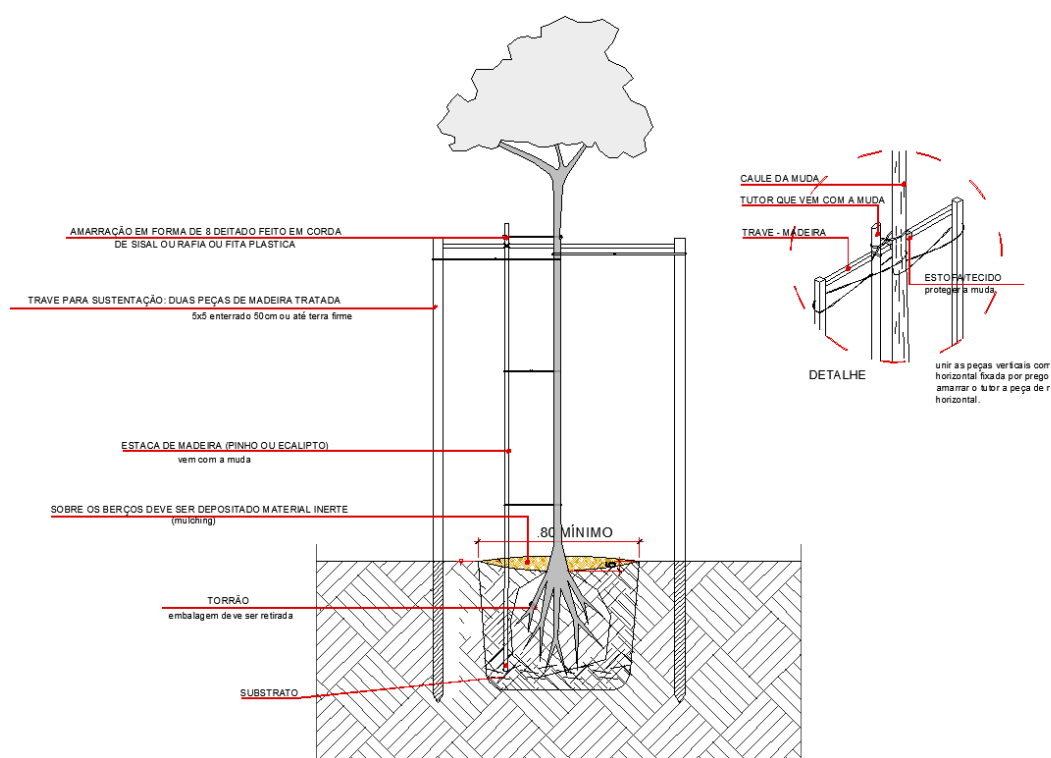 AMARRAÇÃO EM FORMA DE 8 DEITADO FEITO EM CORDA
DE SISAL OU RAFIA OU FITA PLASTICA
TRAVE PARA SUSTENTAÇÃO: DUAS PEÇAS DE MADEIRA TRATADA
5x5 enterrado 50cm ou até terra firme
ESTACA DE MADEIRA (PINHO OU ECALIPTO)
vem com a muda
SOBRE OS BERÇOS DEVE SER DEPOSITADO MATERIAL INERTE
(mulching)
.80 MÍNIMO
TORRÃO
embalagem deve ser retirada
SUBSTRATO
CAULE DA MUDA
TUTOR QUE VEM COM A MUDA
TRAVE - MADEIRA
ESTOFA/TECIDO
proteger a muda
DETALHE
unir as peças verticais com
horizontal fixada por prego
amarrar o tutor a peça de
horizontal.